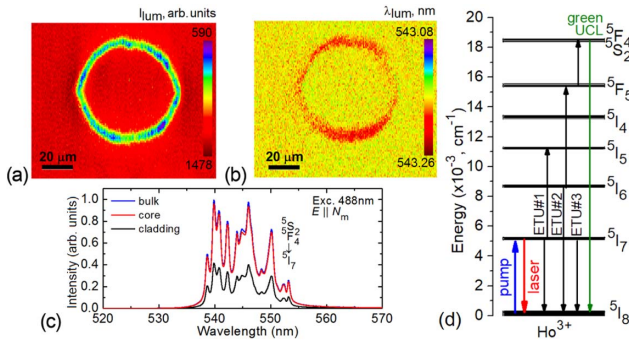 I_lum, arb. units
590
1478
20 µm
(a)
λ_lum, nm
543.08
543.26
20 µm
(b)
Intensity (arb. units)
1.0
0.8
0.6
0.4
0.2
0.0
bulk
core
cladding
Exc. 488nm
E || N_m
⁵S₂
⁵F₄
↓
⁵I₇
520 530 540 550 560 570
Wavelength (nm)
(c)
Energy (x10⁻³, cm⁻¹)
20
18
16
14
12
10
8
6
4
2
0
green
UCL
⁵F₄
⁵S₂
⁵F₅
⁵I₄
⁵I₅
⁵I₆
⁵I₇
⁵I₈
ETU#1
ETU#2
ETU#3
pump
laser
(d)
Ho³⁺